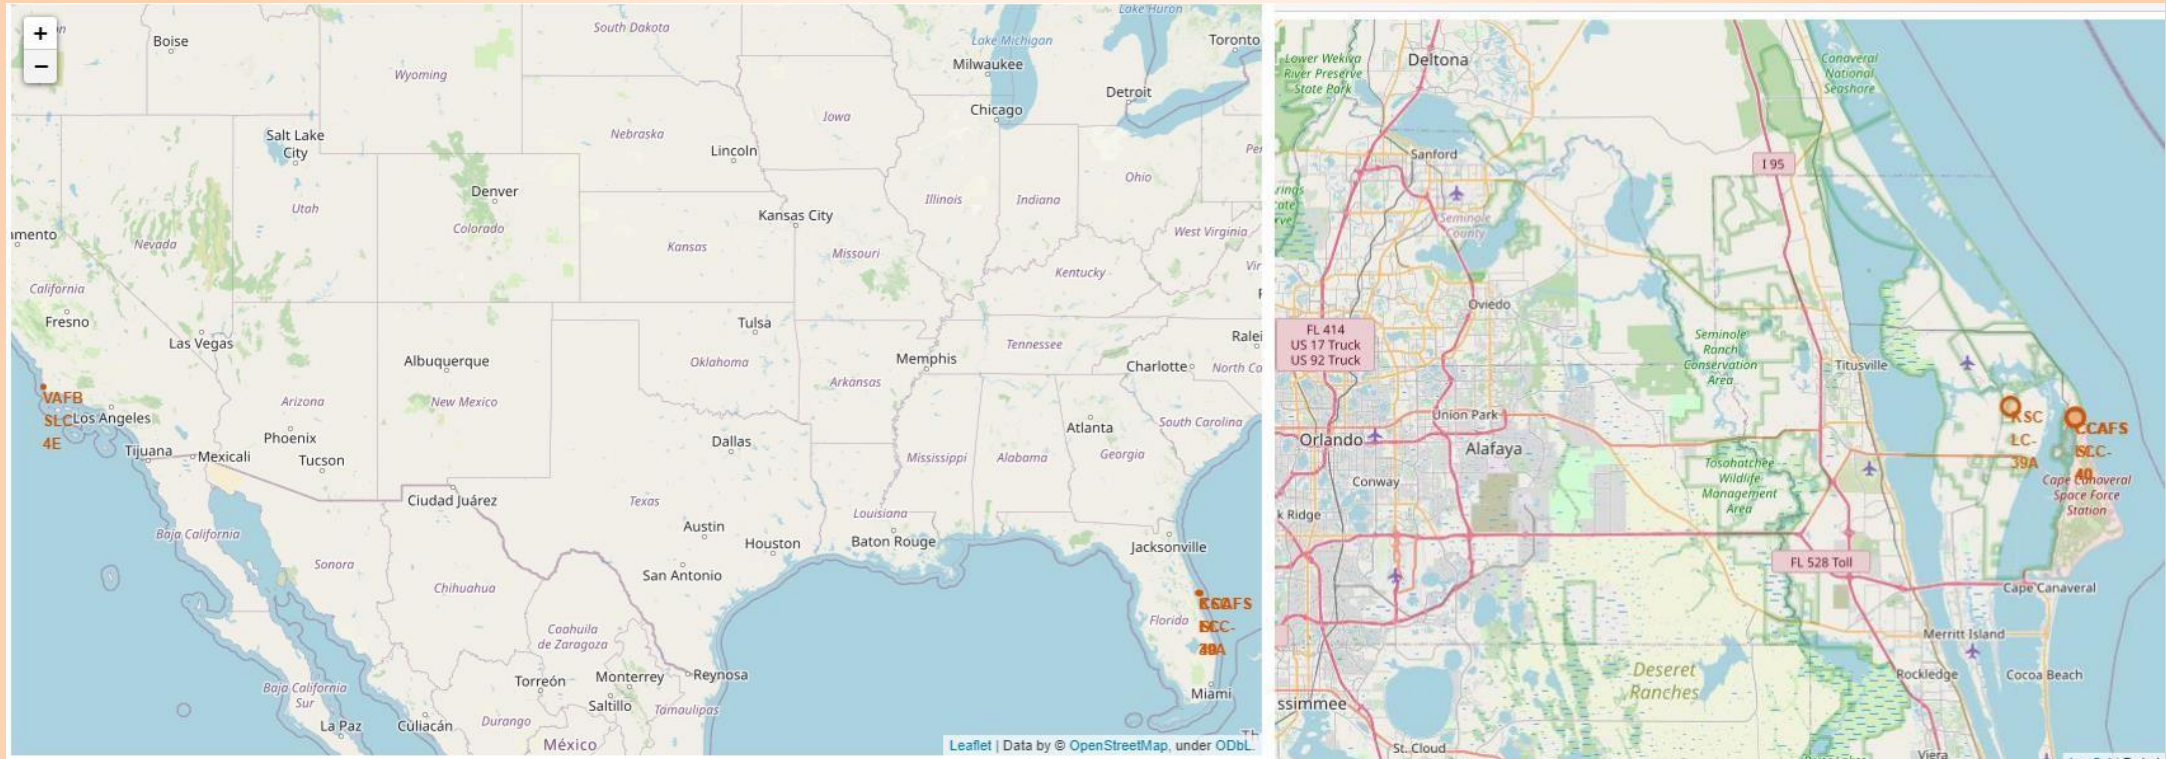 +
−
Boise
South Dakota
Lake Huron
Lake Michigan
Toronto
Wyoming
Milwaukee
Detroit
Chicago
Salt Lake
City
Iowa
Nebraska
Lincoln
Ohio
Denver
Utah
Illinois
Indiana
Colorado
Kansas City
Nevada
Kansas
Missouri
West Virginia
California
Kentucky
Fresno
Las Vegas
Tulsa
Albuquerque
Oklahoma
Memphis
Tennessee
Charlotte
Arkansas
VAFB
SLC-
4E
Los Angeles
Arizona
New Mexico
Phoenix
Tucson
Tijuana
Mexicali
Dallas
Atlanta
South Carolina
Mississippi
Alabama
Georgia
Ciudad Juárez
Texas
Louisiana
Austin
Houston
Baton Rouge
Jacksonville
Baja California
Sonora
Chihuahua
San Antonio
Florida
Coahuila
de Zaragoza
Torreón
Monterrey
Reynosa
Saltillo
Tamaulipas
Miami
Baja California
Sur
La Paz
Culiacán
Durango
México
Leaflet | Data by © OpenStreetMap, under ODbL.
Lower Wekiva
River Preserve
State Park
Deltona
Canaveral
National
Seashore
Sanford
I 95
Seminole
County
Oviedo
FL 414
US 17 Truck
US 92 Truck
Seminole
Ranch
Conservation
Area
Titusville
Union Park
Orlando
Alafaya
KSC
LC-
39A
CCAFS
Tosohatchee
Wildlife
Management
Area
Conway
Cape Canaveral
Space Force
Station
FL 528 Toll
Cape Canaveral
Merritt Island
Deseret
Ranches
Rockledge
Cocoa Beach
St. Cloud
Viera